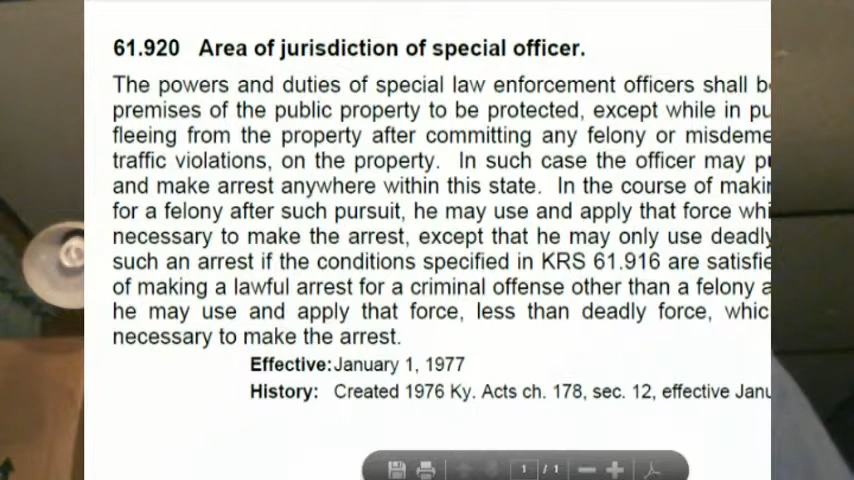 61.920 Area of jurisdiction of special officer.
The powers and duties of special law enforcement officers shall
premises of the public property to be protected, except while in
fleeing from the property after committing any felony or
traffic violations, on the property. In such case the officer may
and make arrest anywhere within this state. In the course of
for a felony after such pursuit, he may use and apply that force
necessary to make the arrest, except that he may only use deadly
such an arrest if the conditions specified in KRS 61.916 are
of making a lawful arrest for a criminal offense other than a felony
he may use and apply that force, less than deadly force,
necessary to make the arrest.
Effective: January 1, 1977
History: Created 1976 Ky. Acts ch. 178, sec. 12, effective
1 / 1